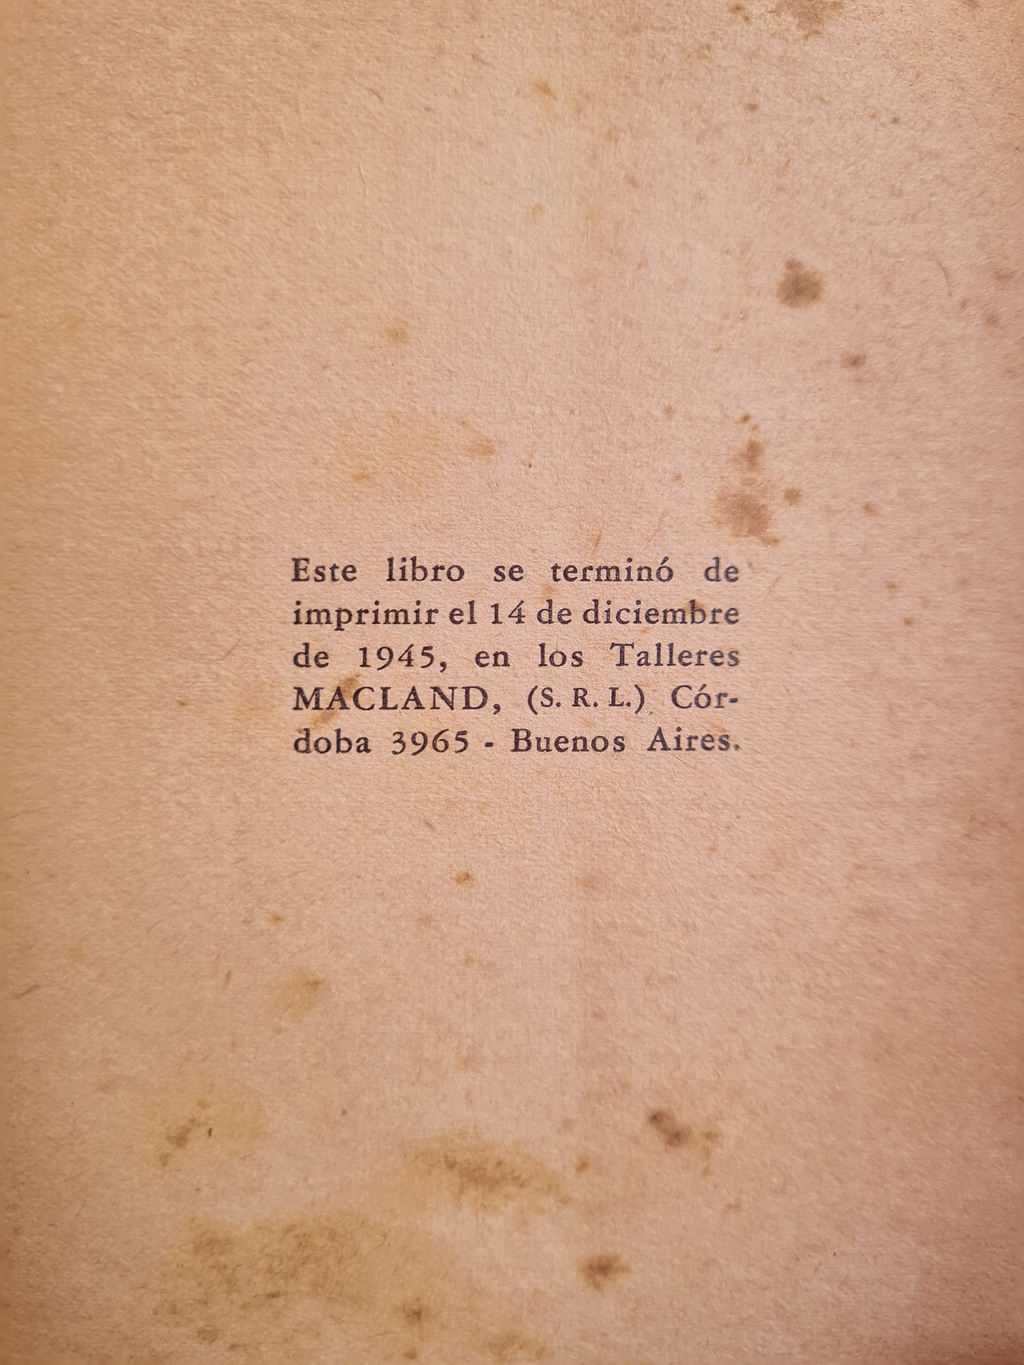 Este libro se terminó de
imprimir el 14 de diciembre
de 1945, en los Talleres
MACLAND, (S. R. L.) Cór-
doba 3965 - Buenos Aires.